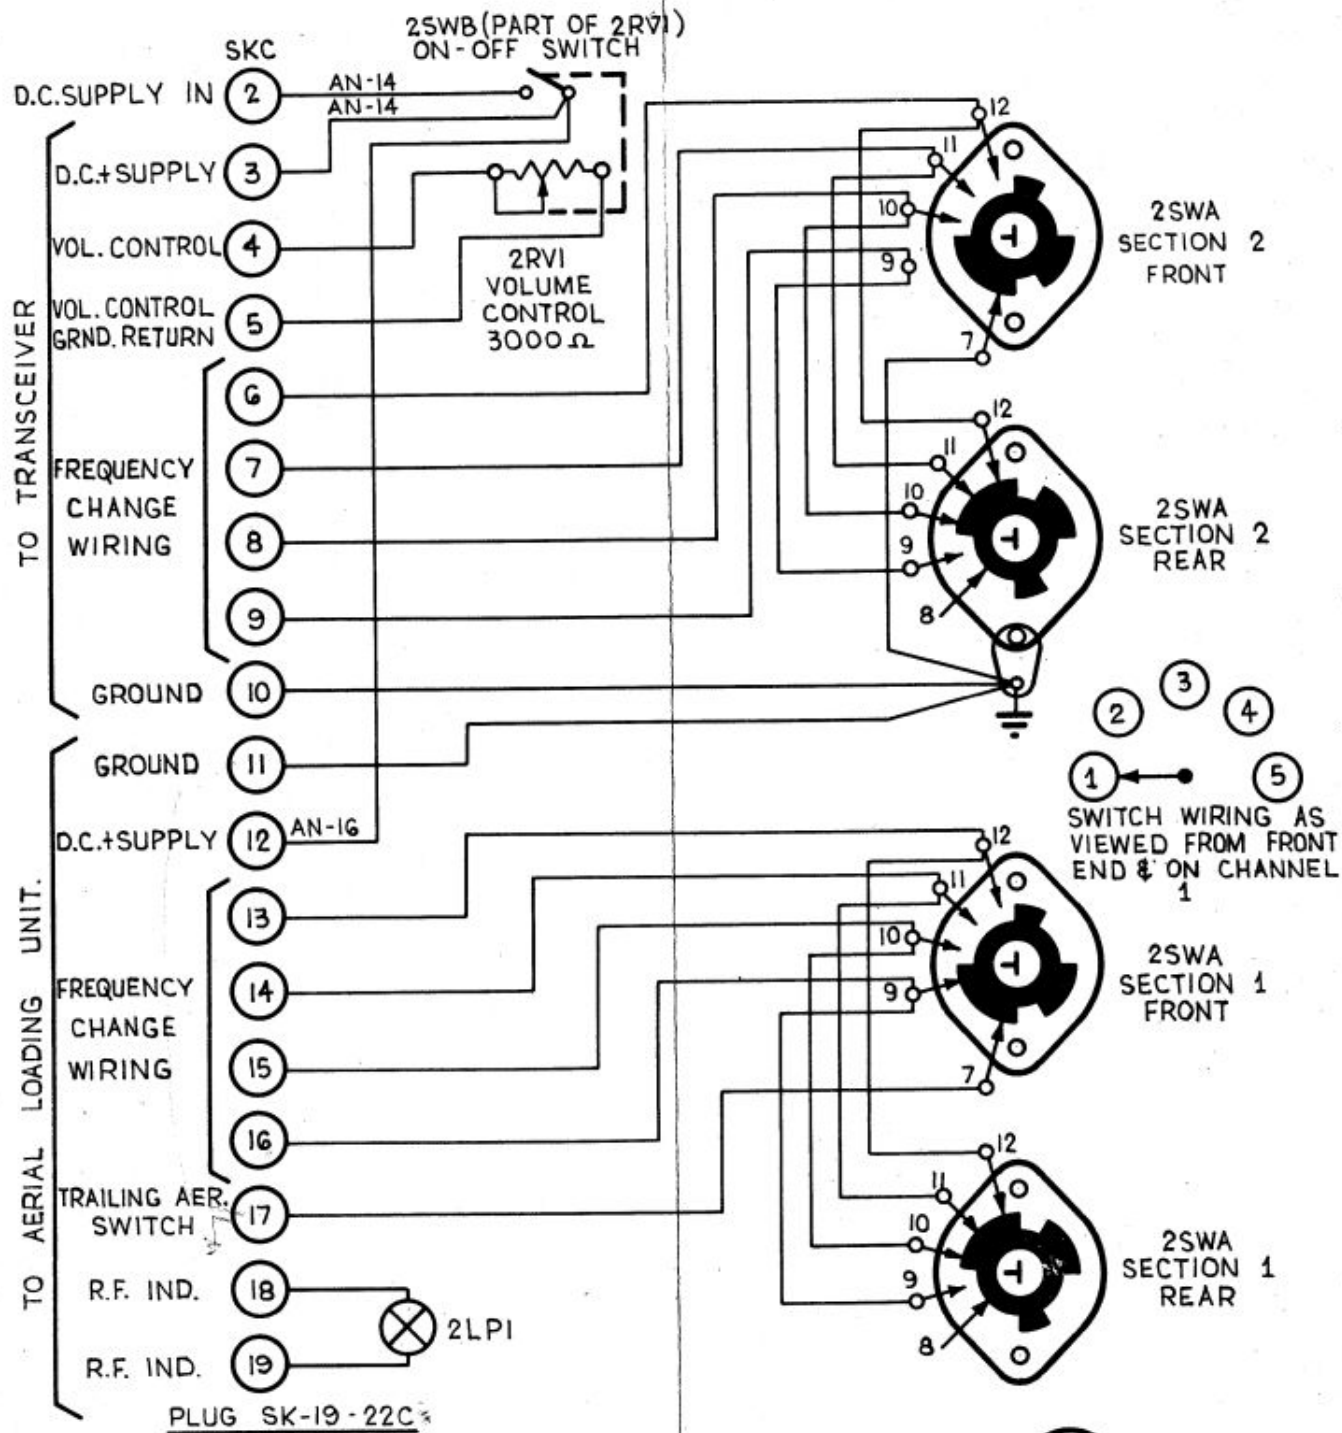 2SWB (PART OF 2RV1)
ON-OFF SWITCH
SKC
D.C. SUPPLY IN
2
AN-14
AN-14
D.C.+SUPPLY
3
VOL. CONTROL
4
VOL. CONTROL
GRND. RETURN
5
2RV1
VOLUME
CONTROL
3000 Ω
6
FREQUENCY
CHANGE
WIRING
7
8
9
GROUND
10
TO TRANSCEIVER
GROUND
11
D.C.+SUPPLY
12
AN-16
13
FREQUENCY
CHANGE
WIRING
14
15
16
TRAILING AER.
SWITCH
17
R.F. IND.
18
2LP1
R.F. IND.
19
TO AERIAL LOADING UNIT.
PLUG SK-19-22C
12
11
10
9
7
2SWA
SECTION 2
FRONT
12
11
10
9
8
2SWA
SECTION 2
REAR
1
2
3
4
5
SWITCH WIRING AS
VIEWED FROM FRONT
END & ON CHANNEL
1
12
11
10
9
7
2SWA
SECTION 1
FRONT
12
11
10
9
8
2SWA
SECTION 1
REAR